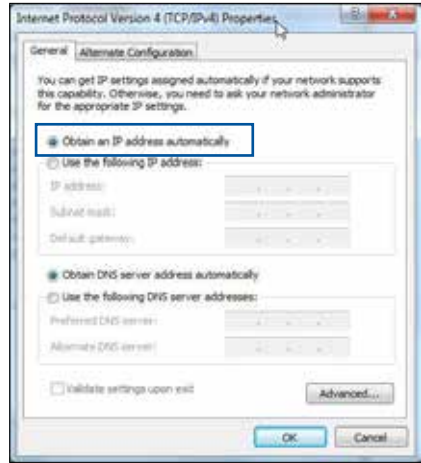 Internet Protocol Version 4 (TCP/IPv4) Properties
General
Alternate Configuration
You can get IP settings assigned automatically if your network supports
this capability. Otherwise, you need to ask your network administrator
for the appropriate IP settings.
Obtain an IP address automatically
Use the following IP address:
IP address:
Subnet mask:
Default gateway:
Obtain DNS server address automatically
Use the following DNS server addresses:
Preferred DNS server:
Alternate DNS server:
Validate settings upon exit
Advanced...
OK
Cancel